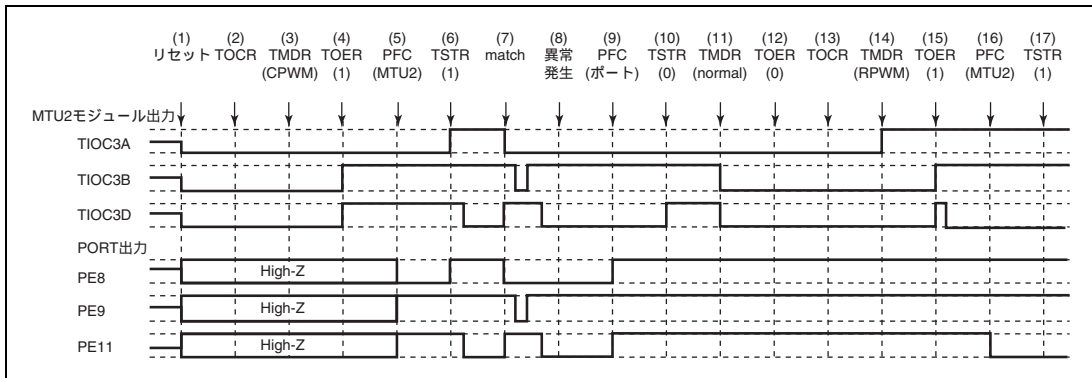 (1) (2) (3) (4) (5) (6) (7) (8) (9) (10) (11) (12) (13) (14) (15) (16) (17)
リセット TOCR TMDR TOER PFC TSTR match 異常 PFC TSTR TMDR TOER TOCR TMDR TOER PFC TSTR
(CPWM) (1) (MTU2) (1) 発生 (ポート) (0) (normal) (0) (RPWM) (1) (MTU2) (1)
MTU2モジュール出力
TIOC3A
TIOC3B
TIOC3D
PORT出力
PE8 High-Z
PE9 High-Z
PE11 High-Z